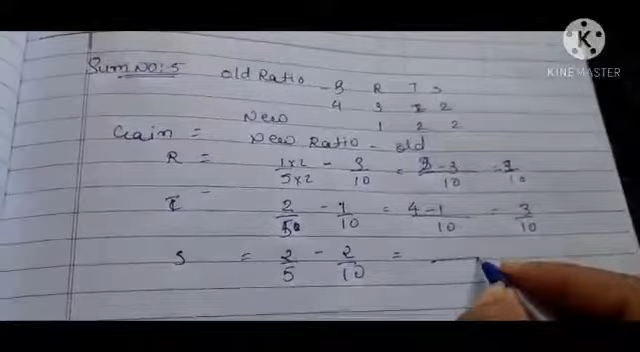 KINEMASTER
Sum NO: 5 old Ratio - B R T S
4 3 1 2
New 1 2 2
Gain = New Ratio - old
R = 1x2/5x2 - 3/10 = 2-3/10 = 1/10
T - 2/5 - 1/10 = 4-1/10 = 3/10
S = 2/5 - 2/10 =